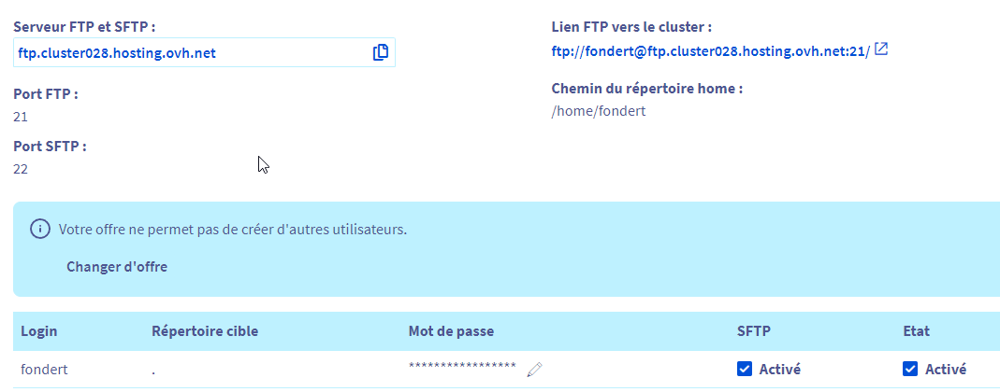 Serveur FTP et SFTP :
ftp.cluster028.hosting.ovh.net
Port FTP :
21
Port SFTP :
22
Lien FTP vers le cluster :
ftp://fondert@ftp.cluster028.hosting.ovh.net:21/
Chemin du répertoire home :
/home/fondert
Votre offre ne permet pas de créer d'autres utilisateurs.
Changer d'offre
Login Répertoire cible Mot de passe SFTP Etat
fondert . ***************** Activé Activé